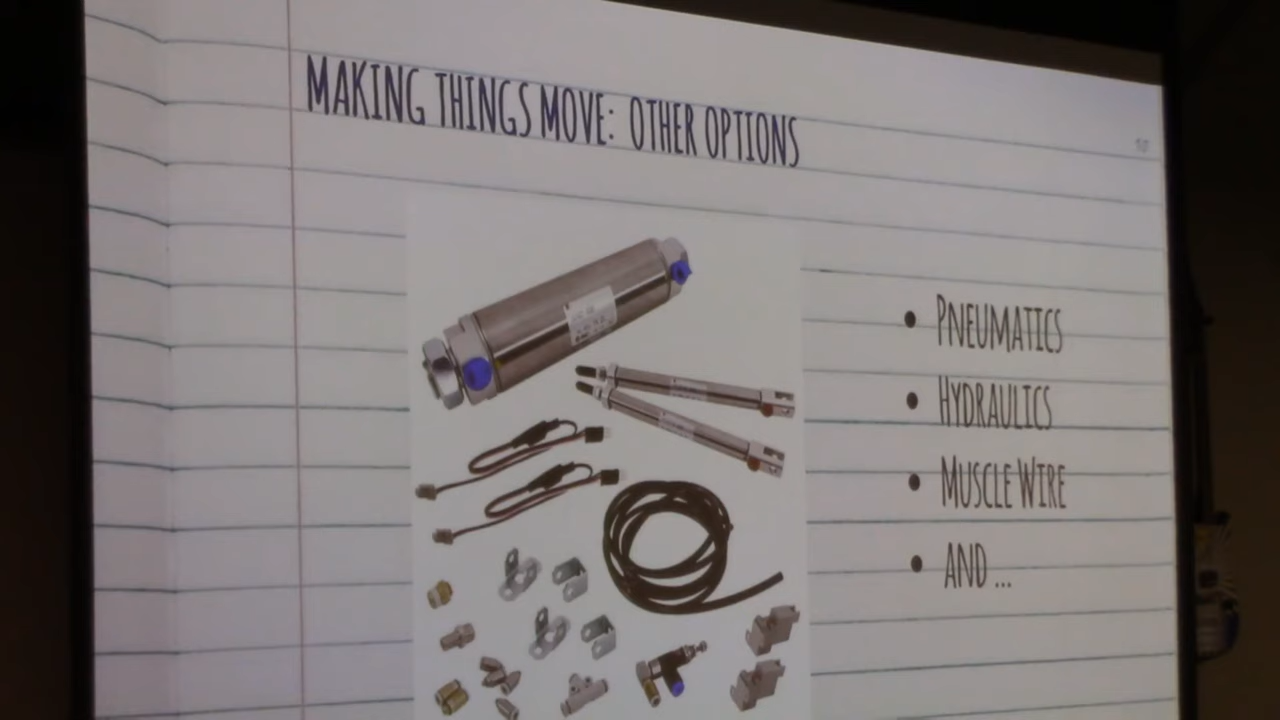 MAKING THINGS MOVE: OTHER OPTIONS
• PNEUMATICS
• HYDRAULICS
• MUSCLE WIRE
• AND ...